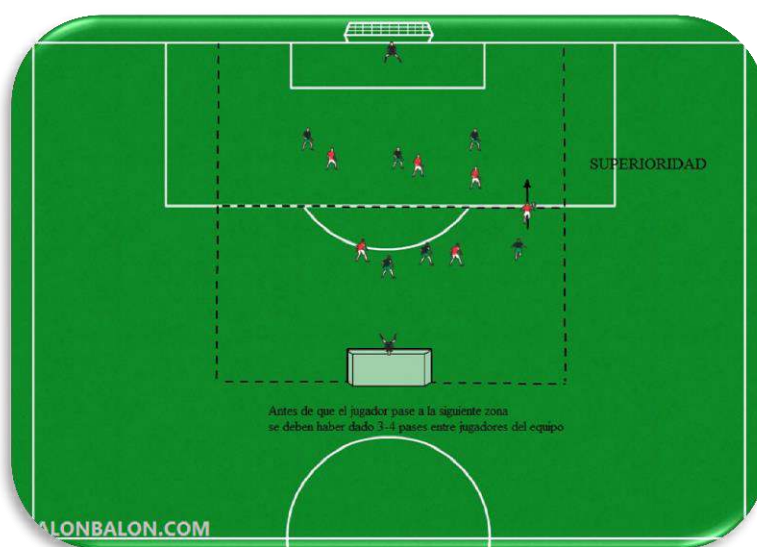 SUPERIORIDAD
Antes de que el jugador pase a la siguiente zona
se deben haber dado 3-4 pases entre jugadores del equipo
ALONBALON.COM